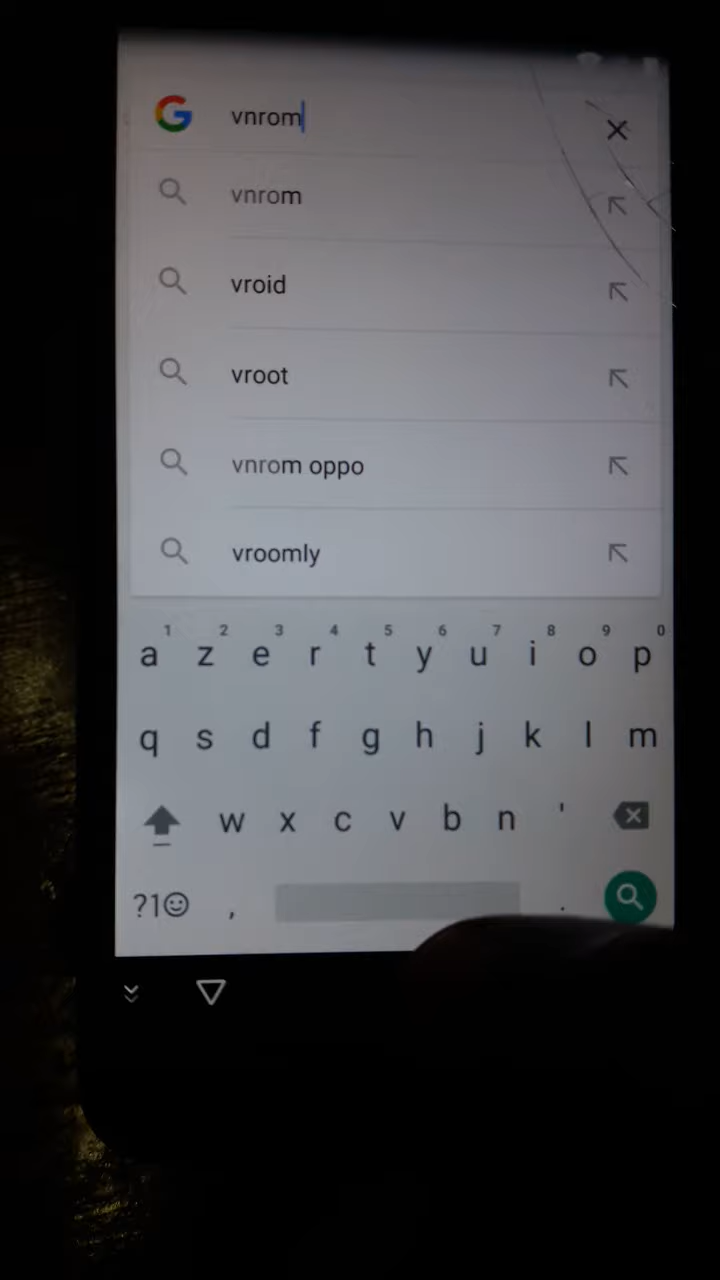 G vnrom
vnrom
vroid
vroot
vnrom oppo
vroomly
1 2 3 4 5 6 7 8 9 0
a z e r t y u i o p
q s d f g h j k l m
w x c v b n '
?1☺ , .